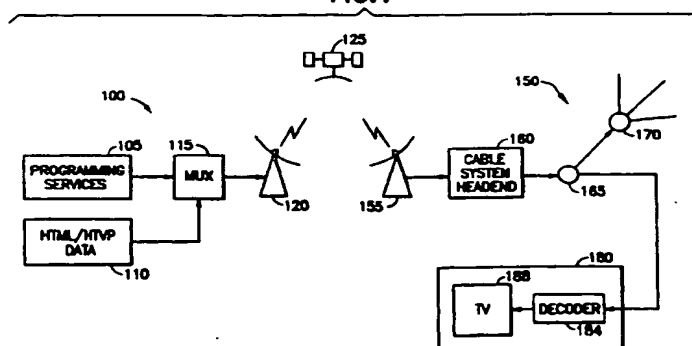 125
100
150
105
115
160
170
PROGRAMMING
SERVICES
MUX
CABLE
SYSTEM
HEADEND
120
155
165
HTML/HTVP
DATA
110
180
188
TV
DECODER
184